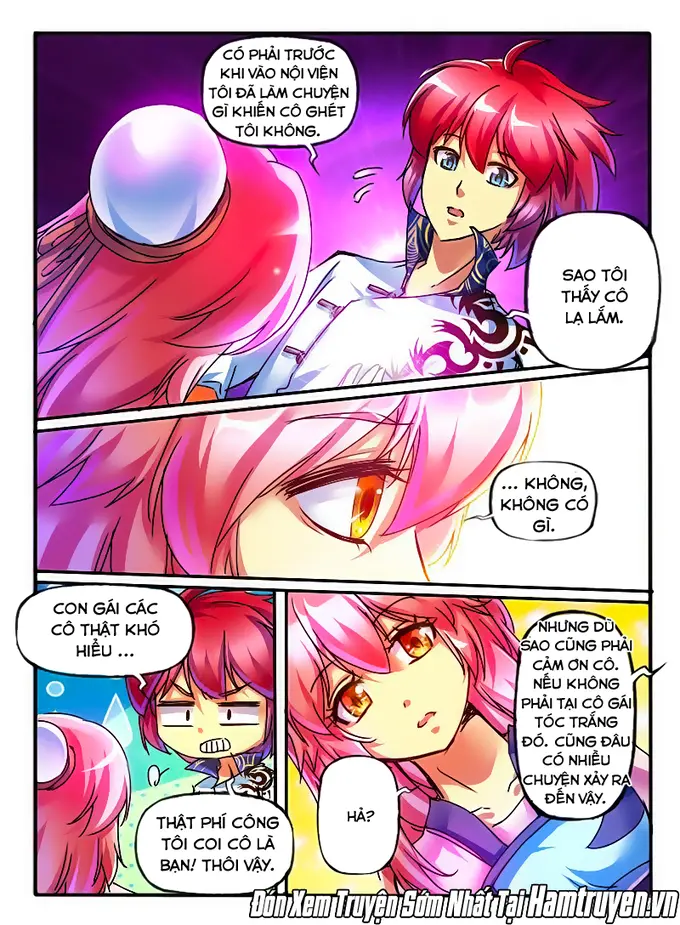 CÓ PHẢI TRƯỚC
KHI VÀO NỘI VIỆN
TÔI ĐÃ LÀM CHUYỆN
GÌ KHIẾN CÔ GHÉT
TÔI KHÔNG.
SAO TÔI
THẤY CÔ
LẠ LẮM.
... KHÔNG,
KHÔNG CÓ
GÌ.
CON GÁI CÁC
CÔ THẬT KHÓ
HIỂU ...
THẬT PHÍ CÔNG
TÔI COI CÔ LÀ
BẠN! THÔI VẬY.
NHƯNG DÙ
SAO CŨNG PHẢI
CẢM ƠN CÔ.
NẾU KHÔNG
PHẢI TẠI CÔ GÁI
TÓC TRẮNG
ĐÓ. CŨNG ĐÂU
CÓ NHIỀU
CHUYỆN XẢY RA
ĐẾN VẬY.
HẢ?
Đón Xem Truyện Sớm Nhất Tại Hamtruyen.vn